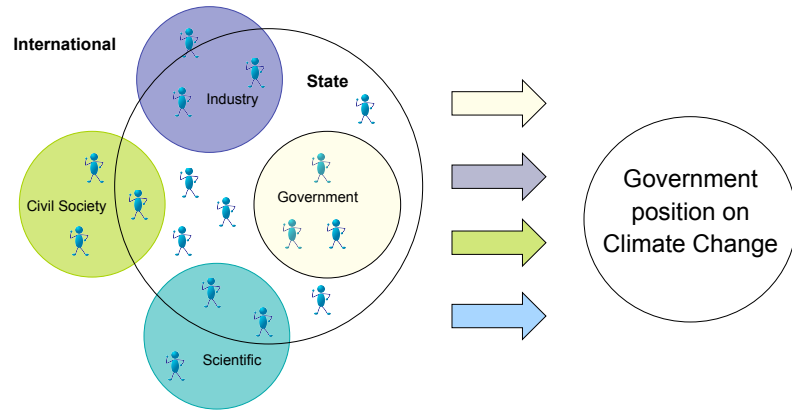 International
State
Industry
Civil Society
Government
Scientific
Government
position on
Climate Change